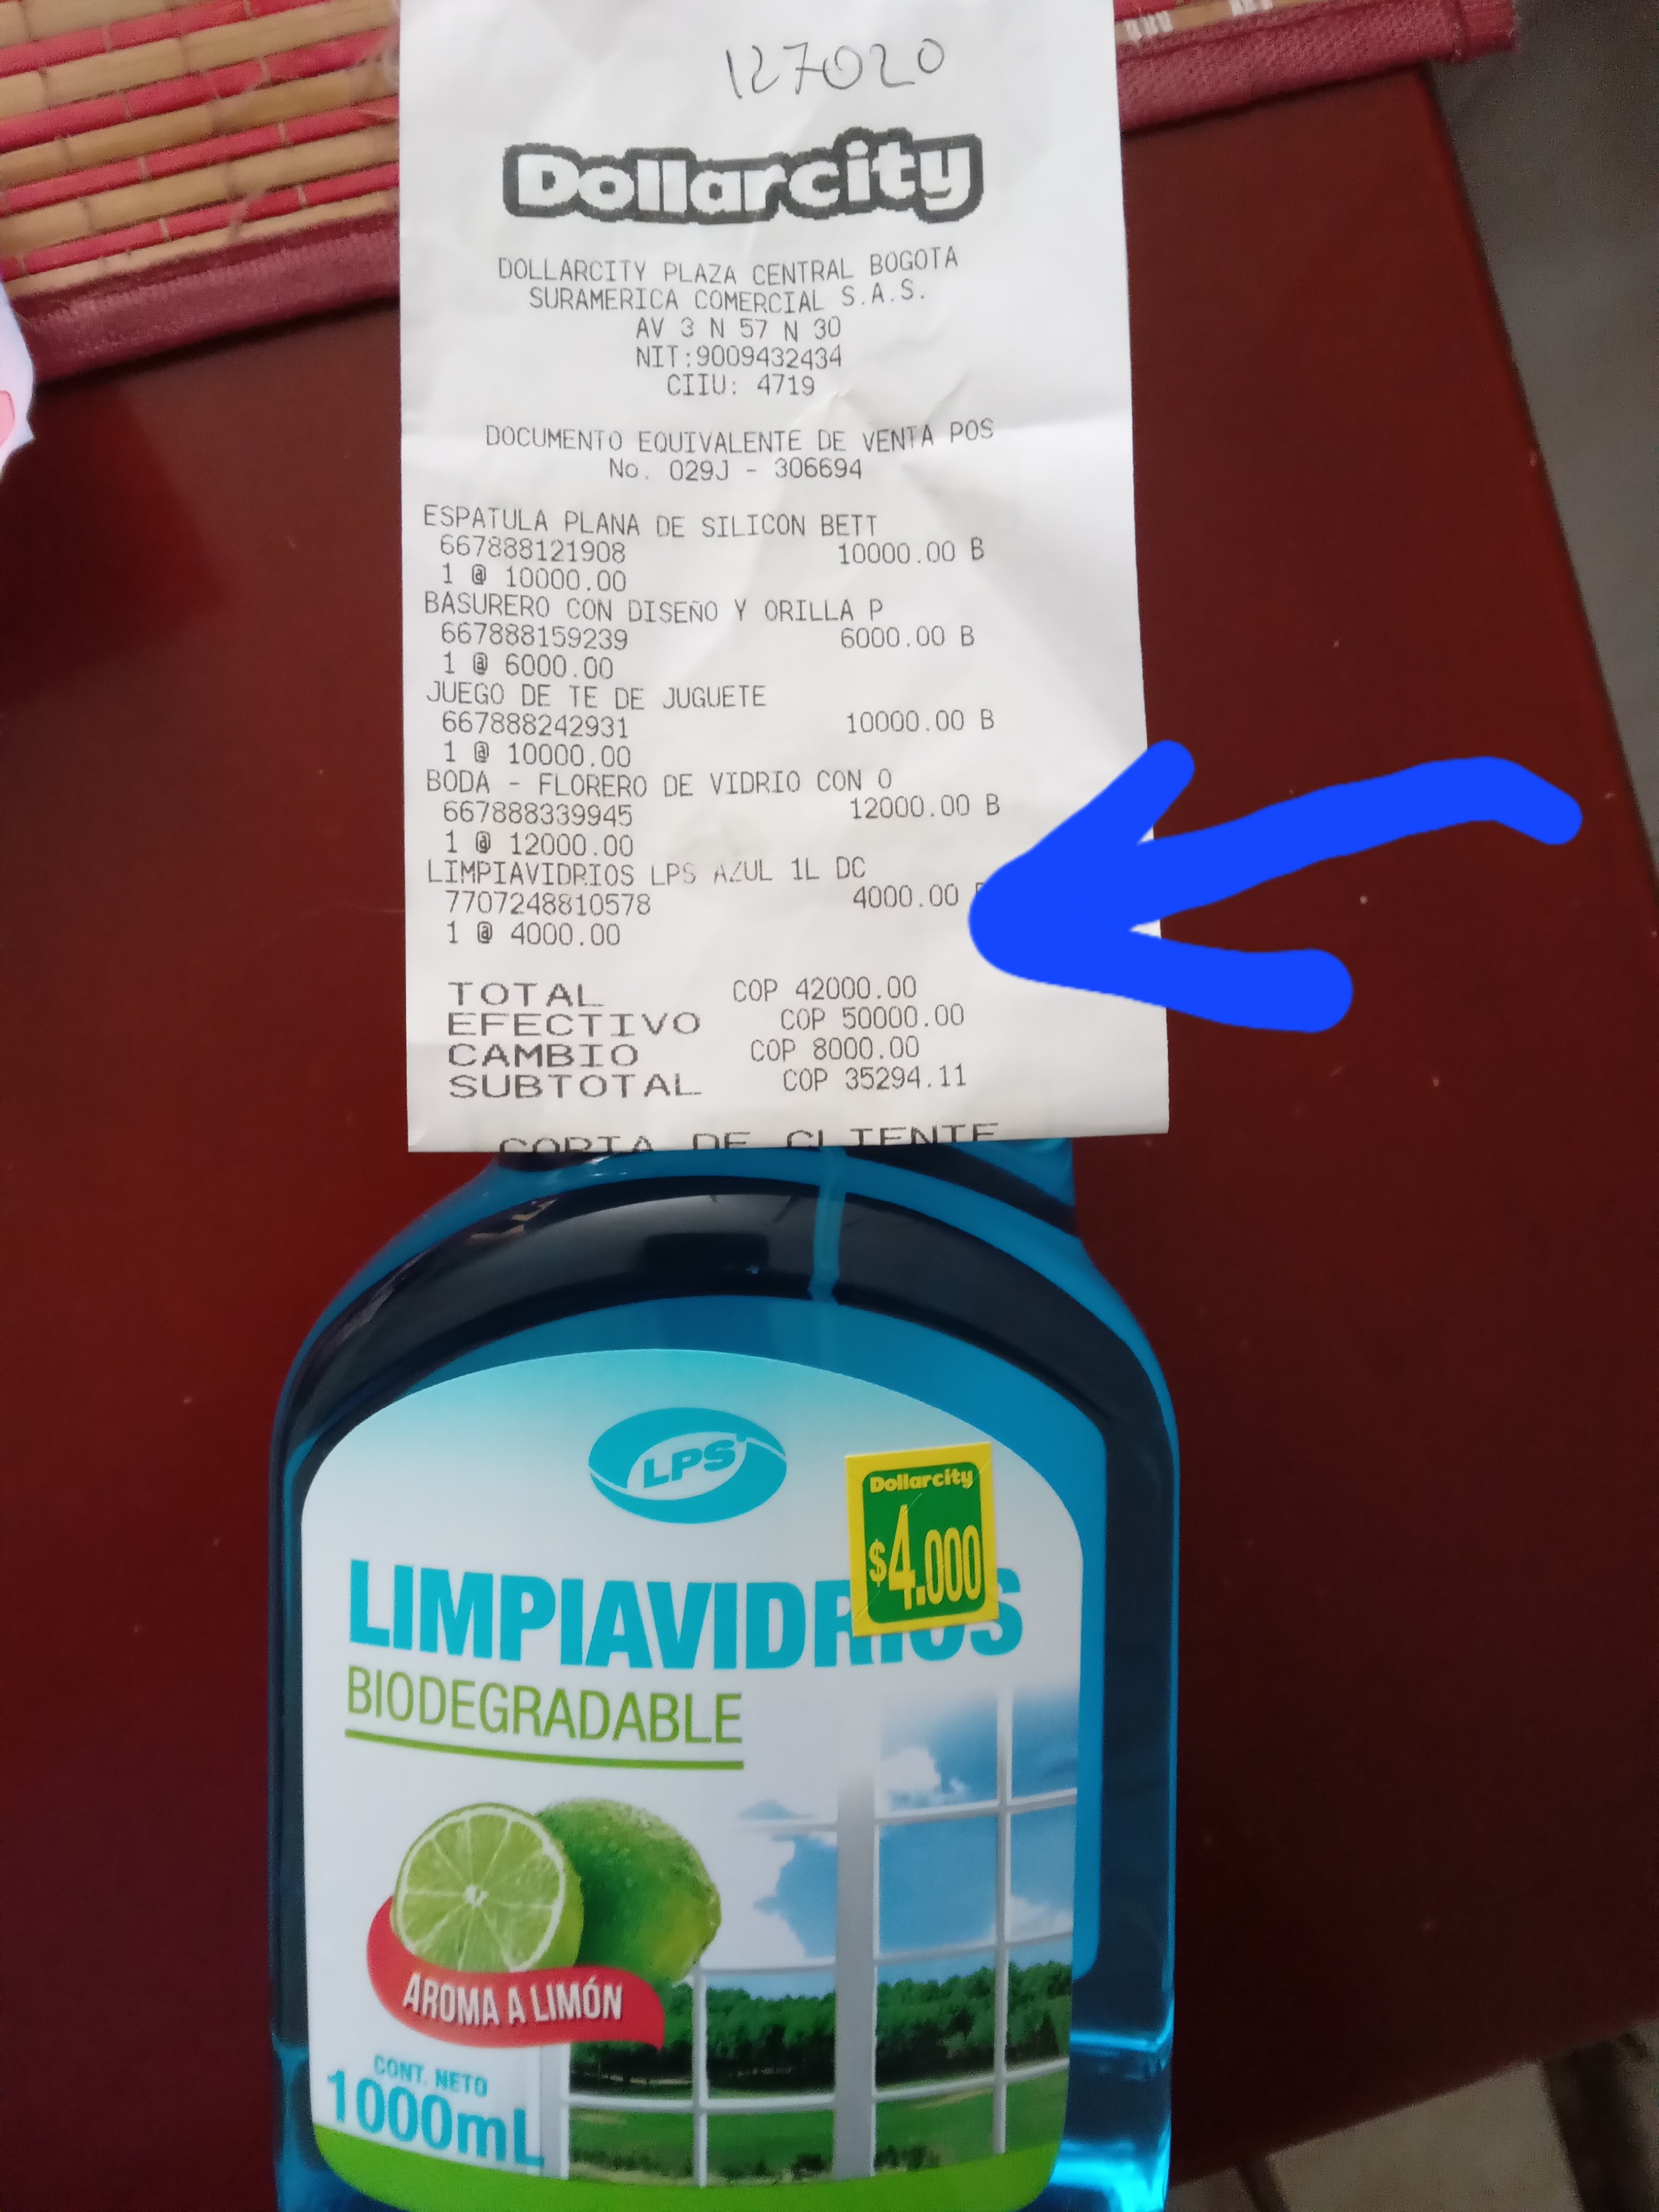 127020
Dollarcity
DOLLARCITY PLAZA CENTRAL BOGOTA
SURAMERICA COMERCIAL S.A.S.
AV 3 N 57 N 30
NIT:9009432434
CIIU: 4719
DOCUMENTO EQUIVALENTE DE VENTA POS
No. 029J - 306694
ESPATULA PLANA DE SILICON BETT
667888121908 10000.00 B
1 @ 10000.00
BASURERO CON DISEÑO Y ORILLA P
667888159239 6000.00 B
1 @ 6000.00
JUEGO DE TE DE JUGUETE
667888242931 10000.00 B
1 @ 10000.00
BODA - FLORERO DE VIDRIO CON O
667888339945 12000.00 B
1 @ 12000.00
LIMPIAVIDRIOS LPS AZUL 1L DC
7707248810578 4000.00
1 @ 4000.00
TOTAL COP 42000.00
EFECTIVO COP 50000.00
CAMBIO COP 8000.00
SUBTOTAL COP 35294.11
COPIA DE CLIENTE
LPS
Dollarcity
$4.000
LIMPIAVIDRIOS
BIODEGRADABLE
AROMA A LIMÓN
CONT. NETO
1000mL